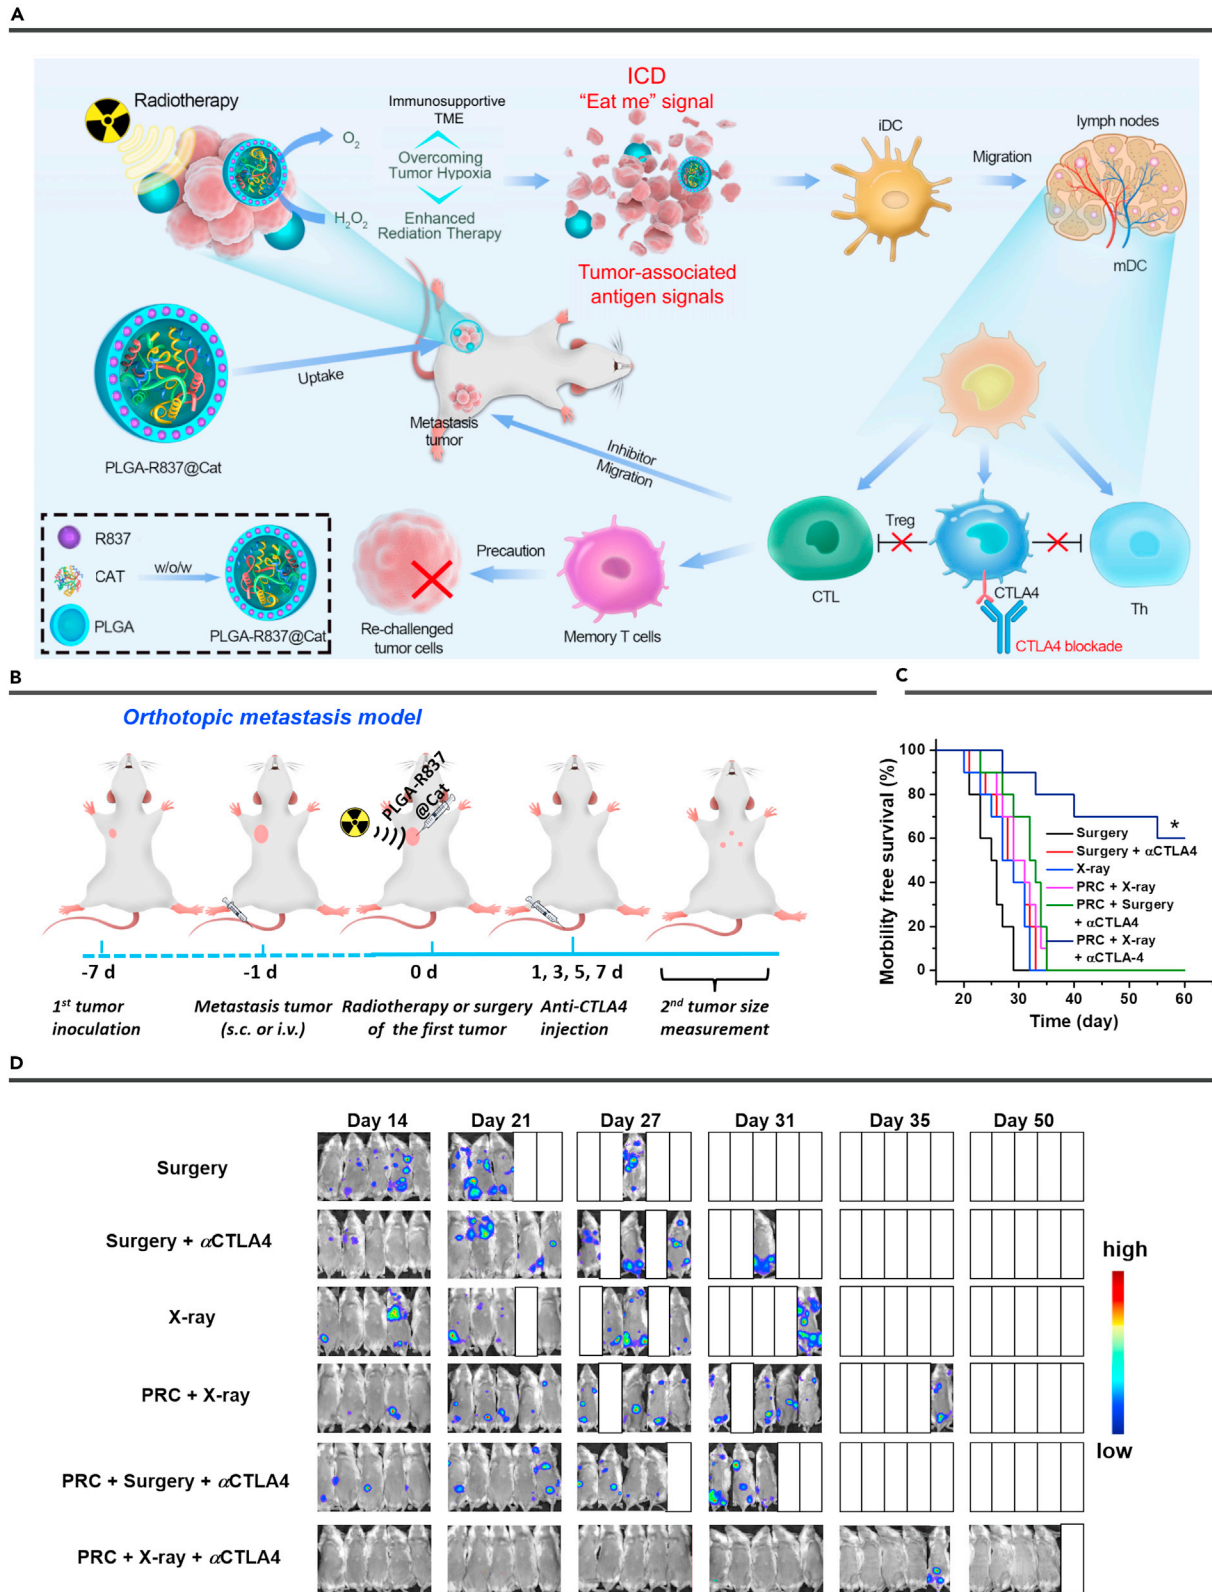 A
Radiotherapy
O2
H2O2
Immunosupportive
TME
Overcoming
Tumor Hypoxia
Enhanced
Rediation Therapy
ICD
“Eat me” signal
Tumor-associated
antigen signals
iDC
Migration
lymph nodes
mDC
Uptake
PLGA-R837@Cat
Metastasis
tumor
Inhibitor
Migration
R837
CAT
PLGA
w/o/w
PLGA-R837@Cat
Re-challenged
tumor cells
Precaution
Memory T cells
CTL
Treg
CTLA4
Th
CTLA4 blockade
B
Orthotopic metastasis model
PLGA-R837
@Cat
-7 d
-1 d
0 d
1, 3, 5, 7 d
1st tumor
inoculation
Metastasis tumor
(s.c. or i.v.)
Radiotherapy or surgery
of the first tumor
Anti-CTLA4
injection
2nd tumor size
measurement
C
Morbility free survival (%)
100
80
60
40
20
0
20
30
40
50
60
Time (day)
*
Surgery
Surgery + αCTLA4
X-ray
PRC + X-ray
PRC + Surgery
+ αCTLA4
PRC + X-ray
+ αCTLA-4
D
Day 14
Day 21
Day 27
Day 31
Day 35
Day 50
Surgery
Surgery + αCTLA4
X-ray
PRC + X-ray
PRC + Surgery + αCTLA4
PRC + X-ray + αCTLA4
high
low